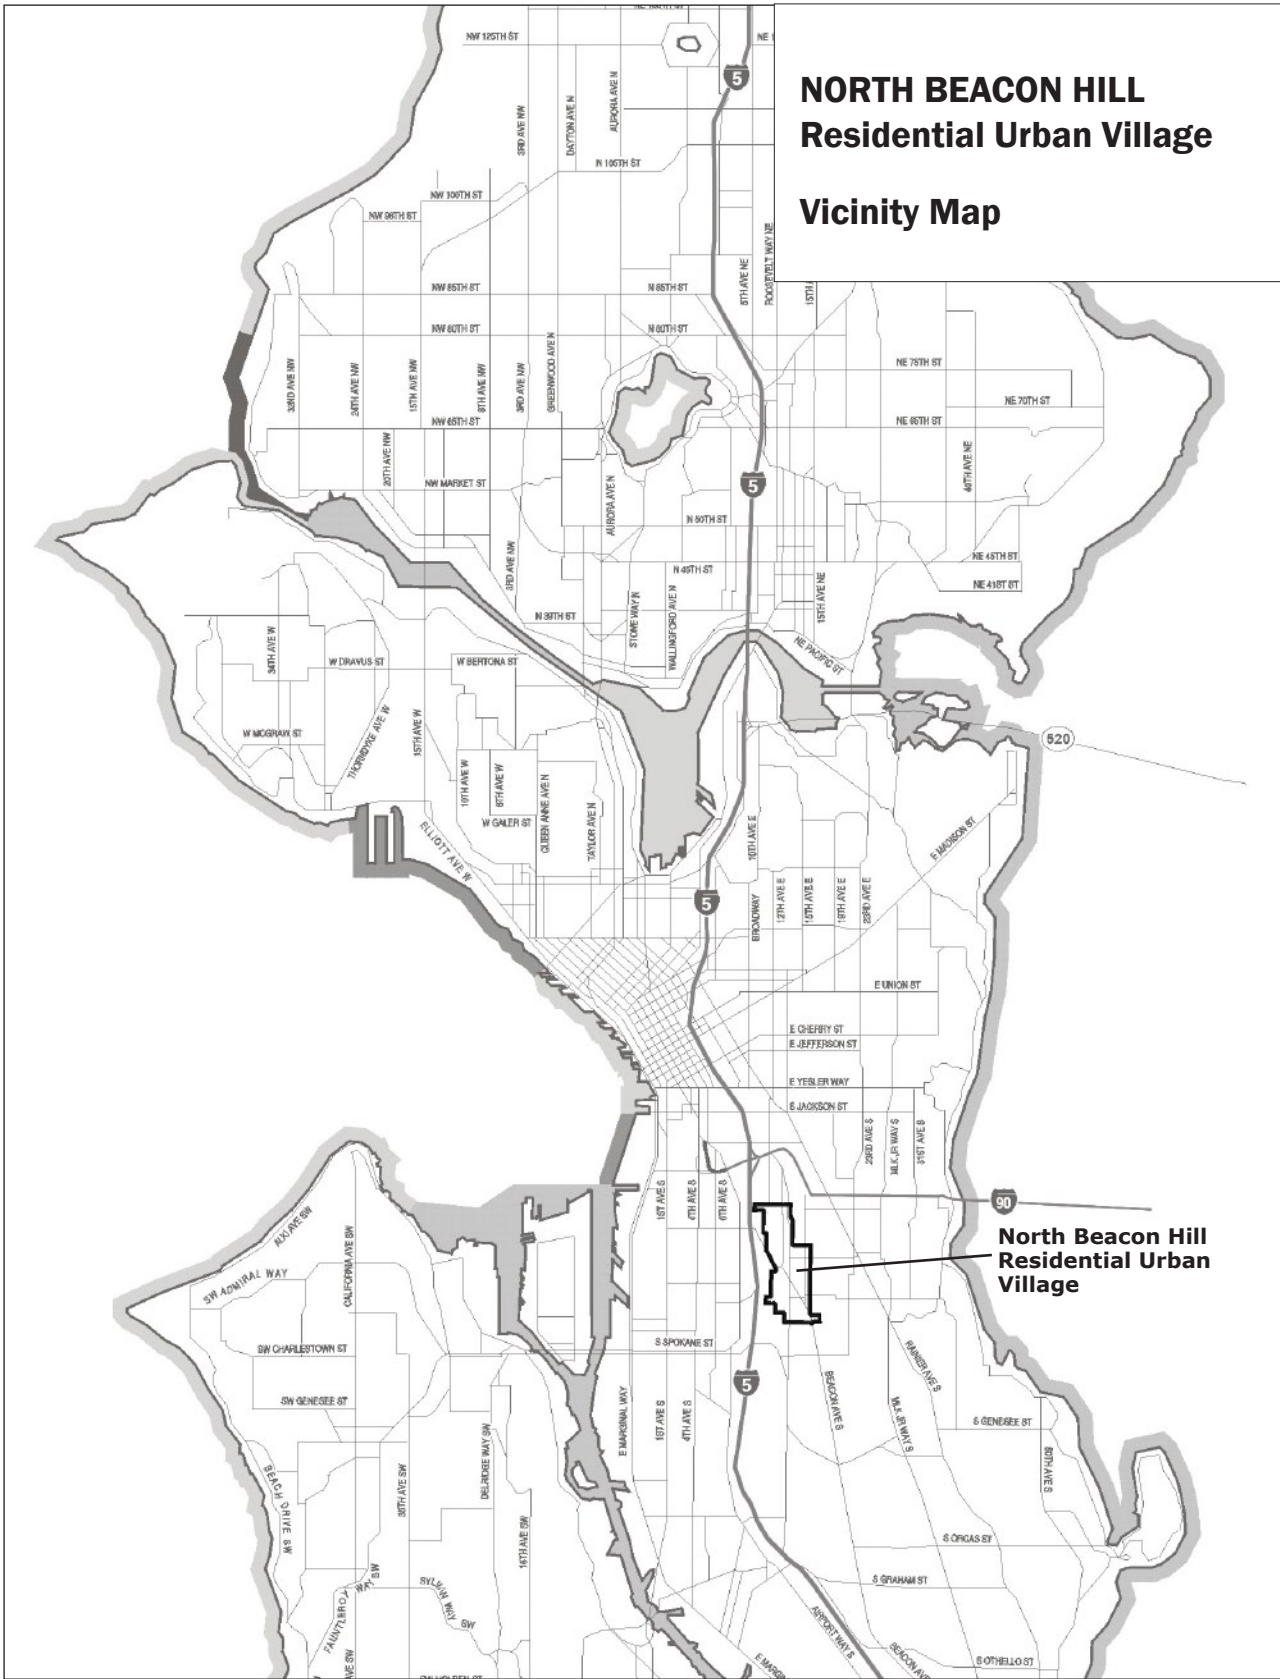 NORTH BEACON HILL
Residential Urban Village
Vicinity Map
NW 125TH ST
5
3RD AVE NW
DAYTON AVE N
AURORA AVE N
N 105TH ST
NW 100TH ST
NW 96TH ST
5TH AVE NE
ROOSEVELT WAY NE
NW 85TH ST
N 85TH ST
NW 80TH ST
N 80TH ST
32ND AVE NW
24TH AVE NW
15TH AVE NW
8TH AVE NW
3RD AVE NW
GREENWOOD AVE N
NE 75TH ST
NE 70TH ST
NW 65TH ST
NE 65TH ST
20TH AVE NW
40TH AVE NE
NW MARKET ST
5
AURORA AVE N
N 50TH ST
3RD AVE NW
NE 45TH ST
N 45TH ST
NE 41ST ST
15TH AVE NE
STONE WAY N
WALLINGFORD AVE N
N 39TH ST
34TH AVE W
W DRAVUS ST
W BERTONA ST
NE PACIFIC ST
W MCGRAW ST
THORNDYKE AVE W
15TH AVE W
520
10TH AVE W
6TH AVE W
QUEEN ANNE AVE N
TAYLOR AVE N
W GALER ST
ELLIOTT AVE W
10TH AVE E
E MADISON ST
5
BROADWAY
12TH AVE E
15TH AVE E
19TH AVE E
23RD AVE E
E UNION ST
E CHERRY ST
E JEFFERSON ST
E YESLER WAY
S JACKSON ST
23RD AVE S
MLK JR WAY S
31ST AVE S
1ST AVE S
4TH AVE S
6TH AVE S
90
North Beacon Hill
Residential Urban
Village
ALKI AVE SW
SW ADMIRAL WAY
CALIFORNIA AVE SW
SW CHARLESTOWN ST
S SPOKANE ST
5
RAINIER AVE S
SW GENESEE ST
E MARGINAL WAY
1ST AVE S
4TH AVE S
BEACON AVE S
MLK JR WAY S
S GENESEE ST
50TH AVE S
BEACH DRIVE SW
35TH AVE SW
DELRIDGE WAY SW
16TH AVE SW
S ORCAS ST
FAUNTLEROY WAY SW
SYLVAN WAY SW
S GRAHAM ST
AIRPORT WAY S
S OTHELLO ST